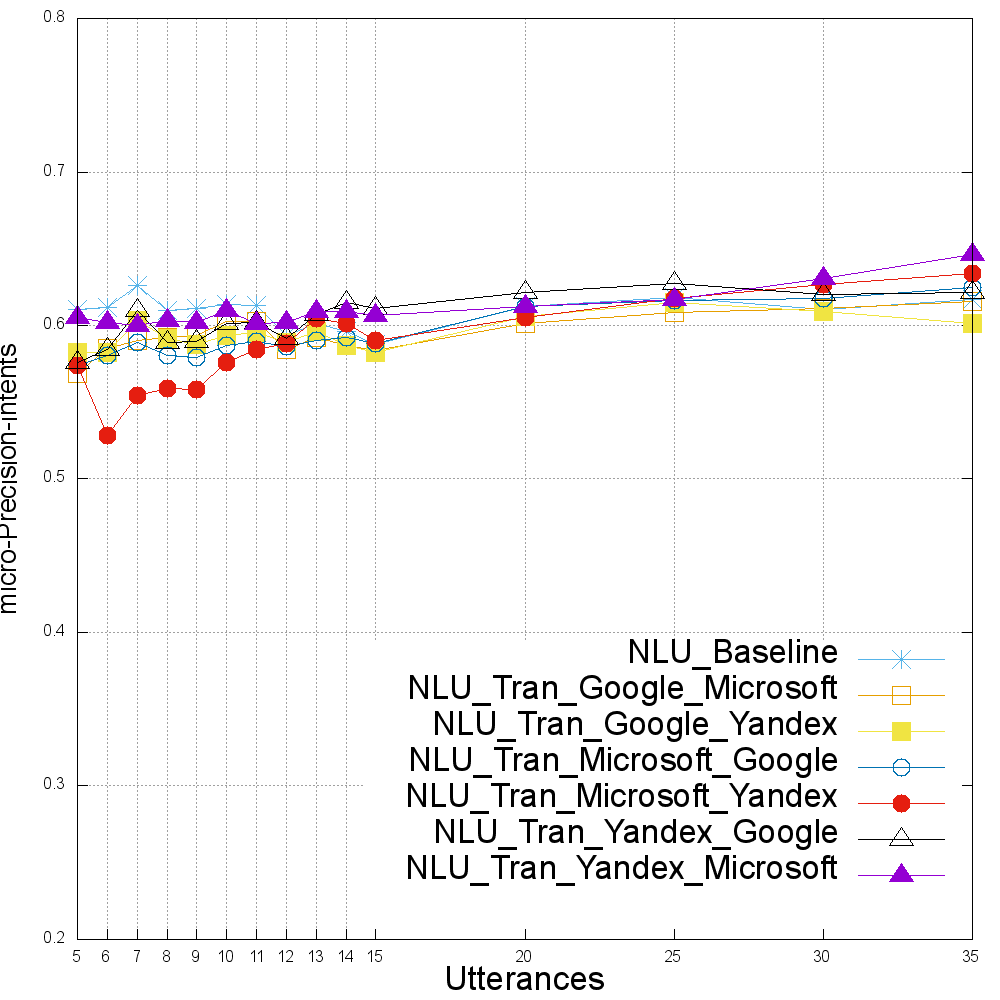 0.8
0.7
0.6
0.5
0.4
0.3
0.2
micro-Precision-intents
NLU_Baseline
NLU_Tran_Google_Microsoft
NLU_Tran_Google_Yandex
NLU_Tran_Microsoft_Google
NLU_Tran_Microsoft_Yandex
NLU_Tran_Yandex_Google
NLU_Tran_Yandex_Microsoft
5 6 7 8 9 10 11 12 13 14 15 20 25 30 35
Utterances